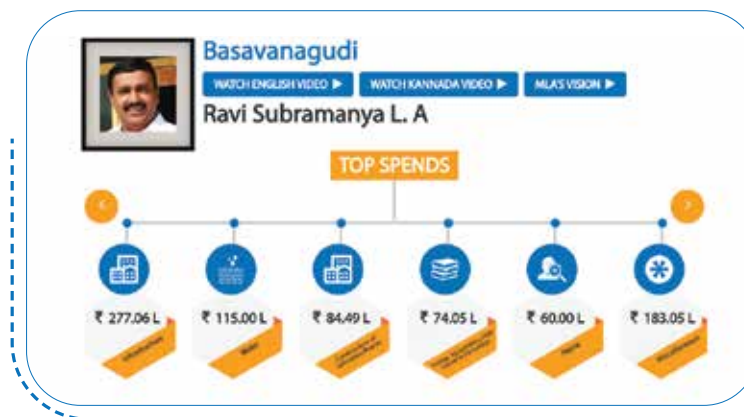 Basavanagudi
WATCH ENGLISH VIDEO ▶ WATCH KANNADA VIDEO ▶ MLA'S VISION ▶
Ravi Subramanya L. A
TOP SPENDS
₹ 277.06 L ₹ 115.00 L ₹ 84.49 L ₹ 74.05 L ₹ 60.00 L ₹ 183.05 L